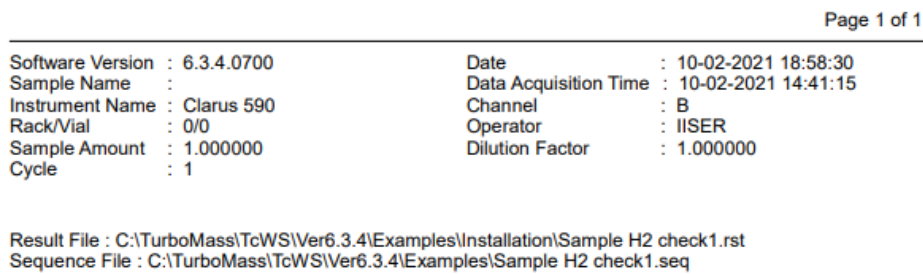 Page 1 of 1
Software Version : 6.3.4.0700 Date : 10-02-2021 18:58:30
Sample Name : Data Acquisition Time : 10-02-2021 14:41:15
Instrument Name : Clarus 590 Channel : B
Rack/Vial : 0/0 Operator : IISER
Sample Amount : 1.000000 Dilution Factor : 1.000000
Cycle : 1
Result File : C:\TurboMass\TcWS\Ver6.3.4\Examples\Installation\Sample H2 check1.rst
Sequence File : C:\TurboMass\TcWS\Ver6.3.4\Examples\Sample H2 check1.seq